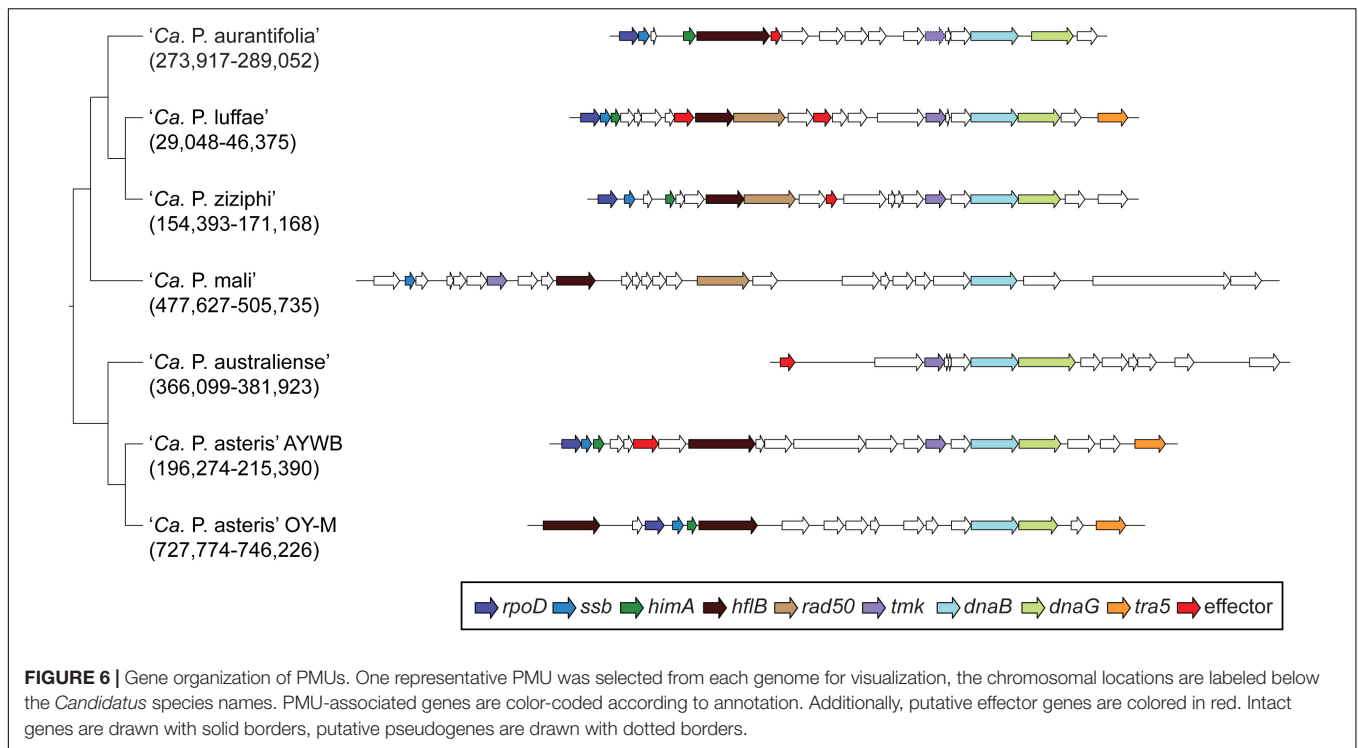 ‘Ca. P. aurantifolia’
(273,917-289,052)
‘Ca. P. luffae’
(29,048-46,375)
‘Ca. P. ziziphi’
(154,393-171,168)
‘Ca. P. mali’
(477,627-505,735)
‘Ca. P. australiense’
(366,099-381,923)
‘Ca. P. asteris’ AYWB
(196,274-215,390)
‘Ca. P. asteris’ OY-M
(727,774-746,226)
rpoD ssb himA hflB rad50 tmk dnaB dnaG tra5 effector
FIGURE 6 | Gene organization of PMUs. One representative PMU was selected from each genome for visualization, the chromosomal locations are labeled below
the Candidatus species names. PMU-associated genes are color-coded according to annotation. Additionally, putative effector genes are colored in red. Intact
genes are drawn with solid borders, putative pseudogenes are drawn with dotted borders.